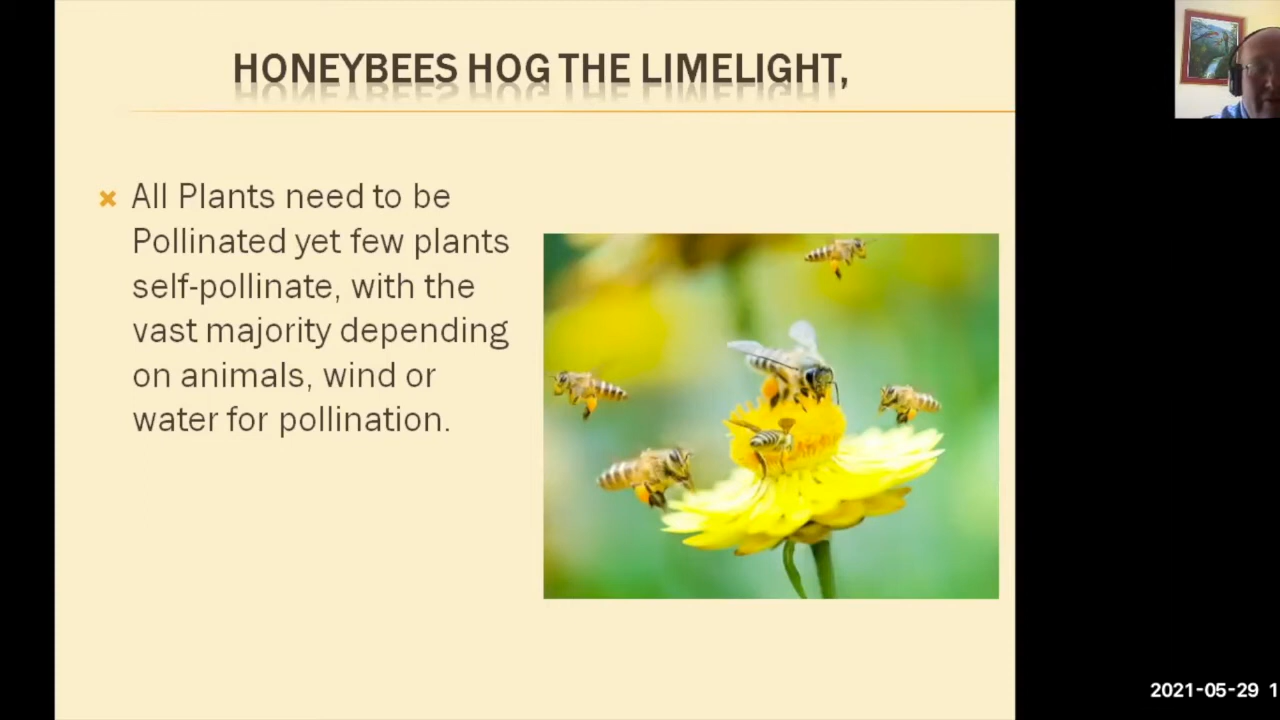 HONEYBEES HOG THE LIMELIGHT,
All Plants need to be
Pollinated yet few plants
self-pollinate, with the
vast majority depending
on animals, wind or
water for pollination.
2021-05-29 1